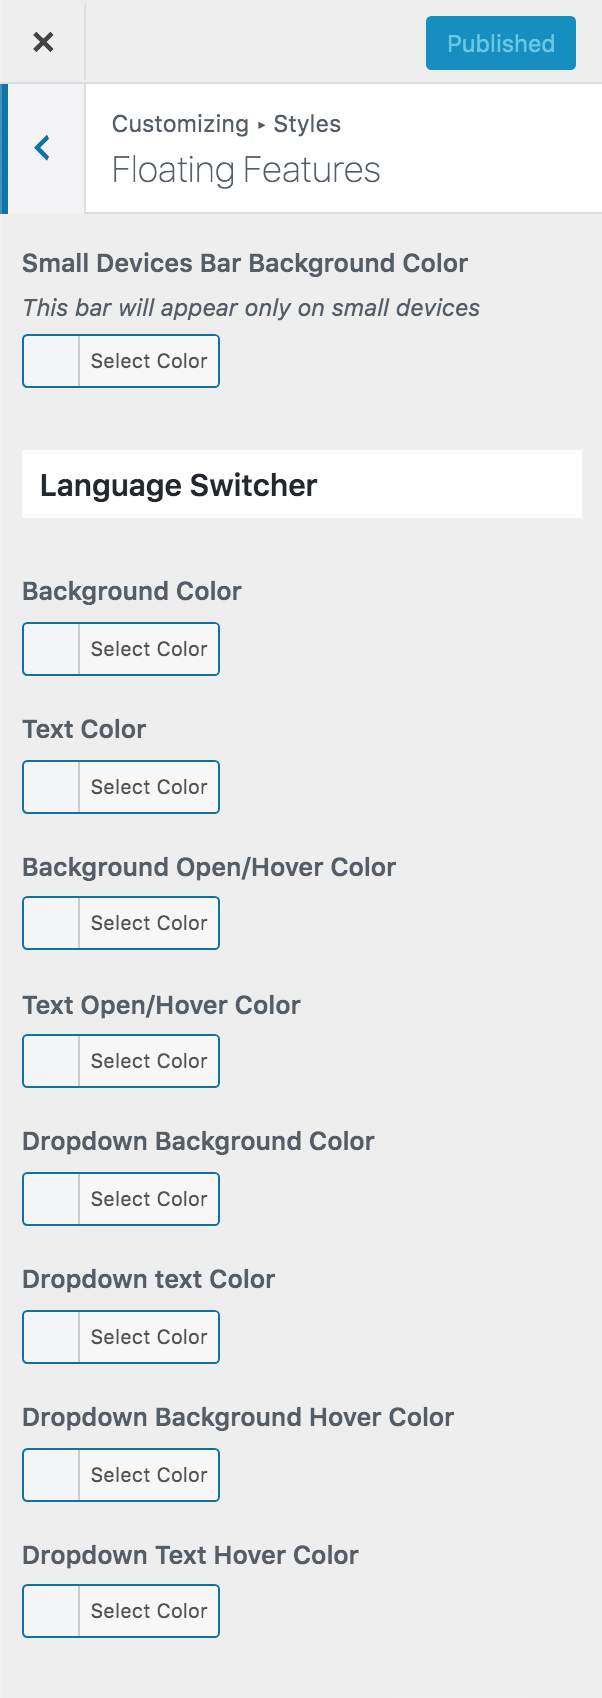 Published
Customizing ▸ Styles
Floating Features
Small Devices Bar Background Color
This bar will appear only on small devices
Select Color
Language Switcher
Background Color
Select Color
Text Color
Select Color
Background Open/Hover Color
Select Color
Text Open/Hover Color
Select Color
Dropdown Background Color
Select Color
Dropdown text Color
Select Color
Dropdown Background Hover Color
Select Color
Dropdown Text Hover Color
Select Color